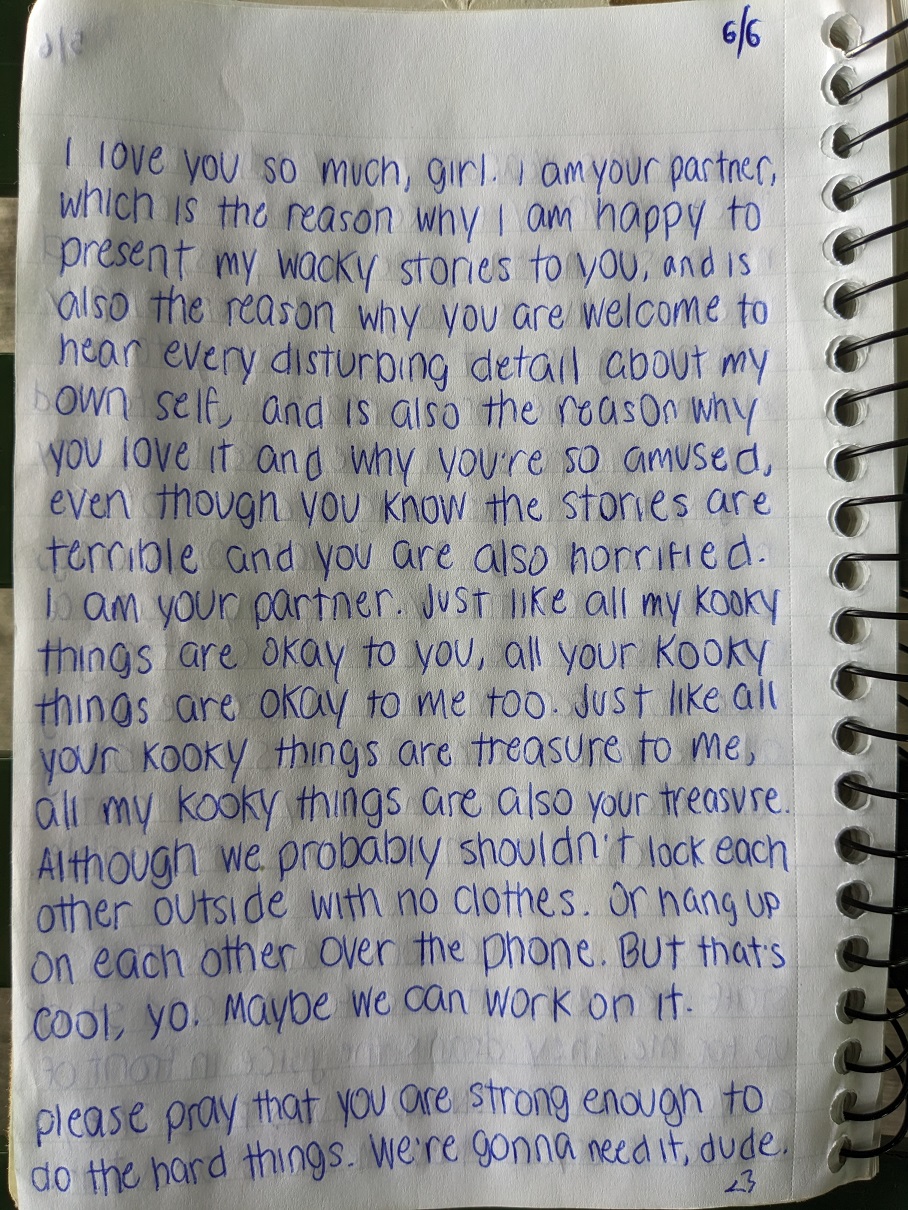 6/6
I love you so much, girl. I am your partner,
which is the reason why I am happy to
present my wacky stories to you, and is
also the reason why you are welcome to
hear every disturbing detail about my
own self, and is also the reason why
you love it and why you're so amused,
even though you know the stories are
terrible and you are also horrified.
I am your partner. Just like all my kooky
things are okay to you, all your kooky
things are okay to me too. Just like all
your kooky things are treasure to me,
all my kooky things are also your treasure.
Although we probably shouldn't lock each
other outside with no clothes. Or hang up
on each other over the phone. But that's
cool, yo. Maybe we can work on it.
please pray that you are strong enough to
do the hard things. We're gonna need it, dude.
23